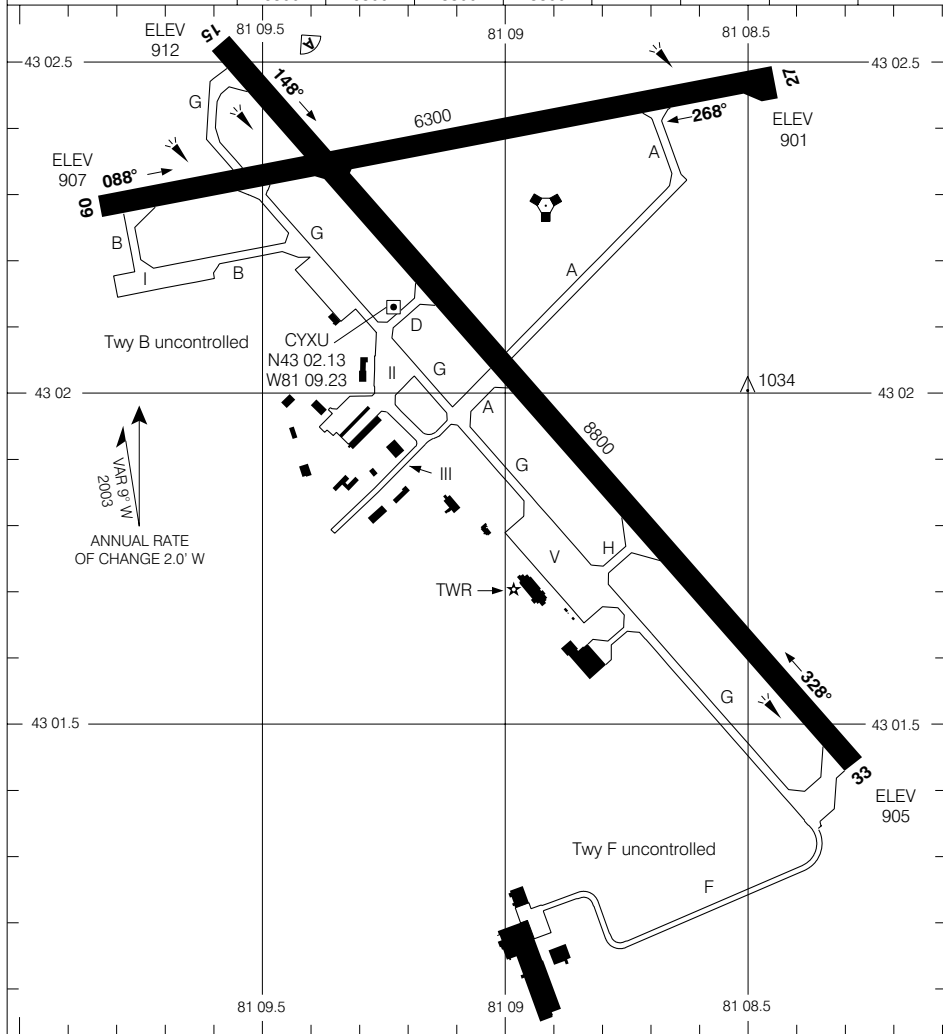 81 09.5
81 09
81 08.5
ELEV
912
15
A
148°
43 02.5
43 02.5
27
G
6300
268°
ELEV
901
A
ELEV
907
088°
09
B
G
I
B
A
Twy B uncontrolled
CYXU
N43 02.13
W81 09.23
D
II
G
1034
43 02
43 02
A
8800
VAR 9° W
2003
G
III
ANNUAL RATE
OF CHANGE 2.0' W
V
H
TWR
328°
G
43 01.5
43 01.5
33
ELEV
905
Twy F uncontrolled
F
81 09.5
81 09
81 08.5